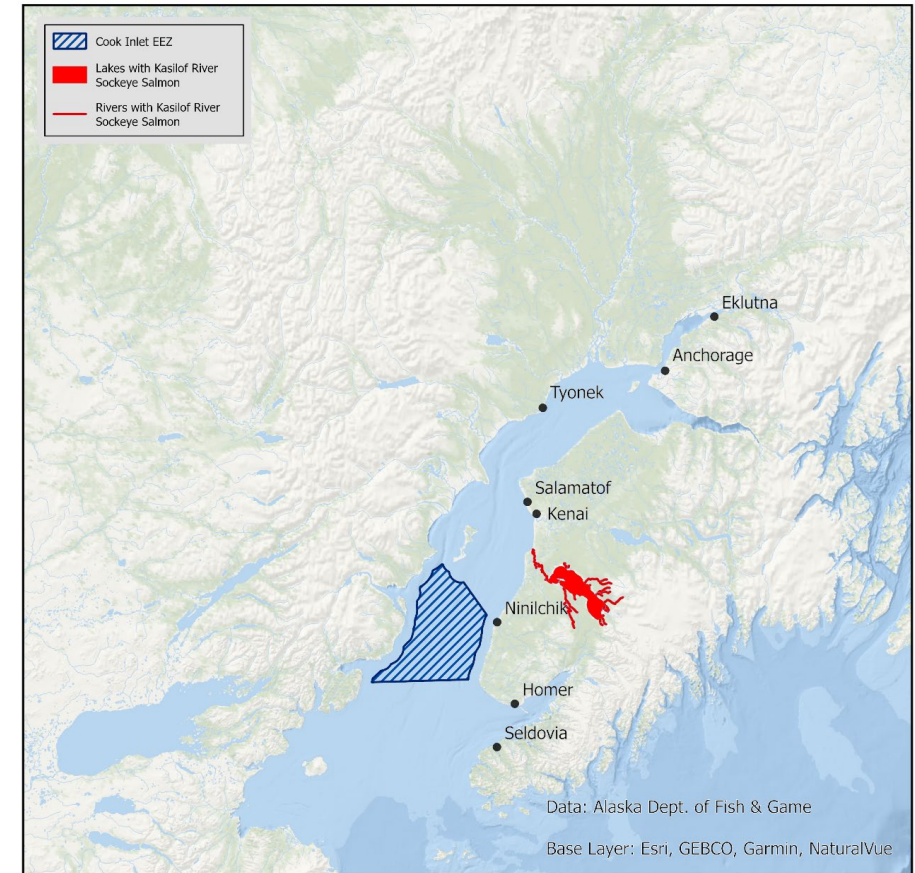 Cook Inlet EEZ
Lakes with Kasilof River
Sockeye Salmon
Rivers with Kasilof River
Sockeye Salmon
Eklutna
Anchorage
Tyonek
Salamatof
Kenai
Ninilchik
Homer
Seldovia
Data: Alaska Dept. of Fish & Game
Base Layer: Esri, GEBCO, Garmin, NaturalVue